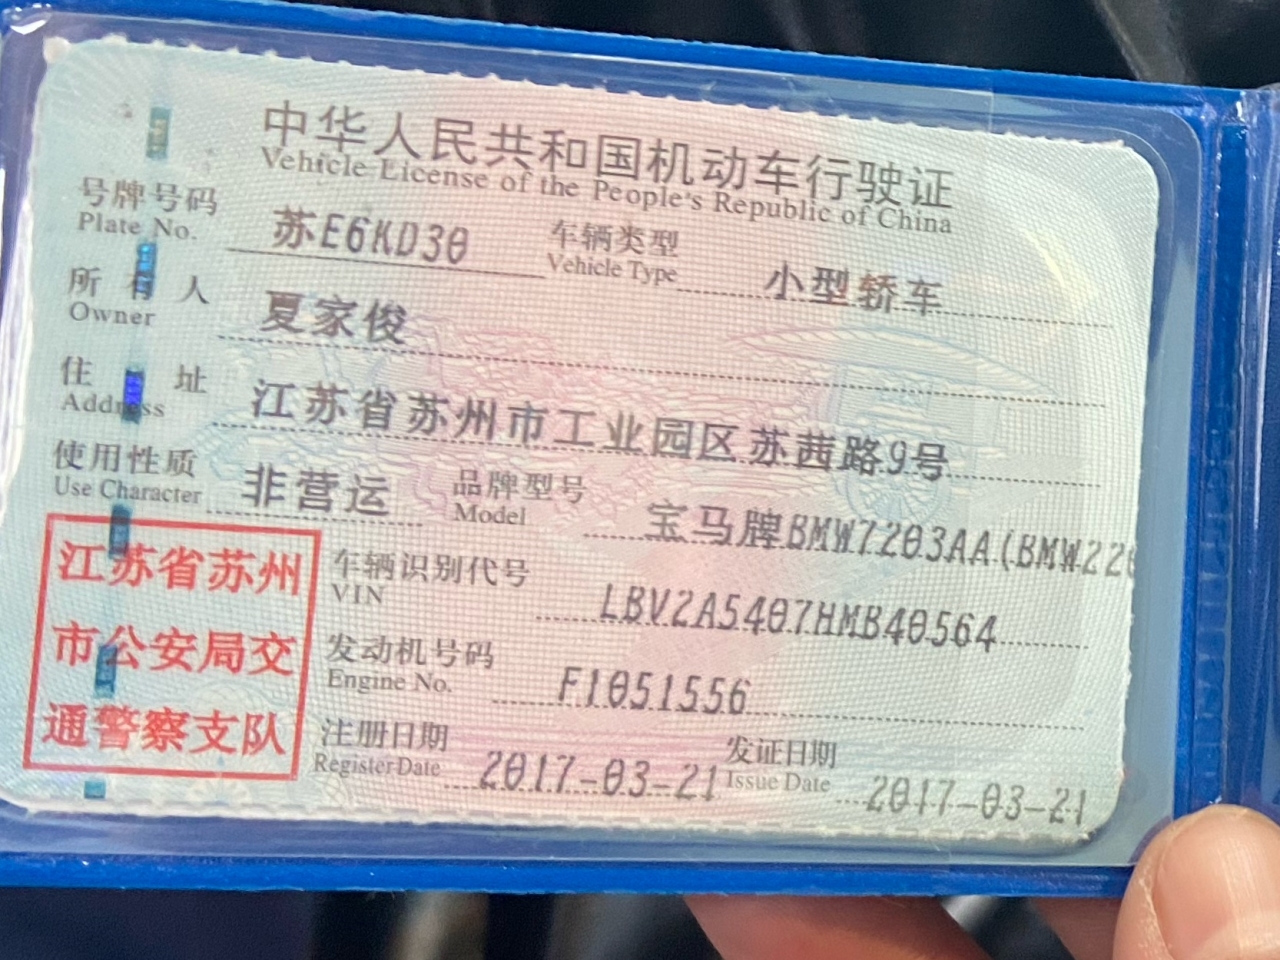 中华人民共和国机动车行驶证
Vehicle License of the People's Republic of China
号牌号码 苏E6KD30 车辆类型 小型轿车
Plate No. Vehicle Type
所有人 夏家俊
Owner
住址 江苏省苏州市工业园区苏茜路9号
Address
使用性质 非营运 品牌型号 宝马牌BMW7203AA(BMW220
Use Character Model
江苏省苏州
市公安局交
通警察支队
车辆识别代号 LBV2A5407HMB40564
VIN
发动机号码 F1051556
Engine No.
注册日期 2017-03-21 发证日期 2017-03-21
Register Date Issue Date